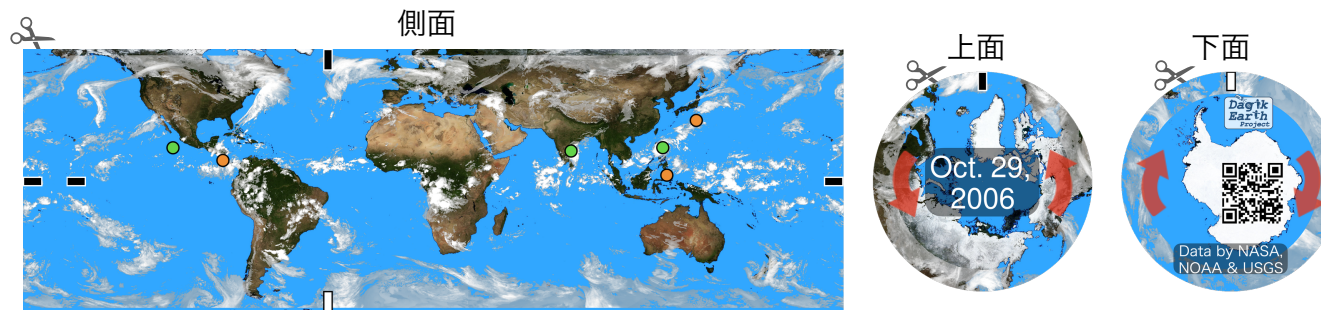 側面
上面
下面
Oct. 29,
2006
Dagik
Earth
Project
Data by NASA,
NOAA & USGS